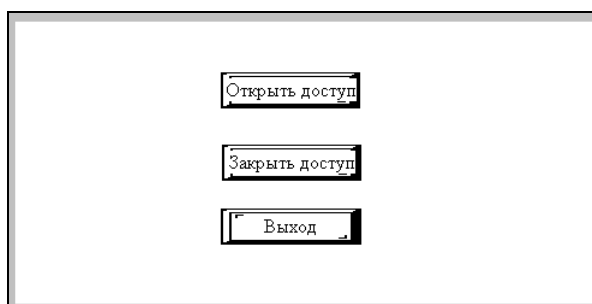 Открыть доступ
Закрыть доступ
Выход